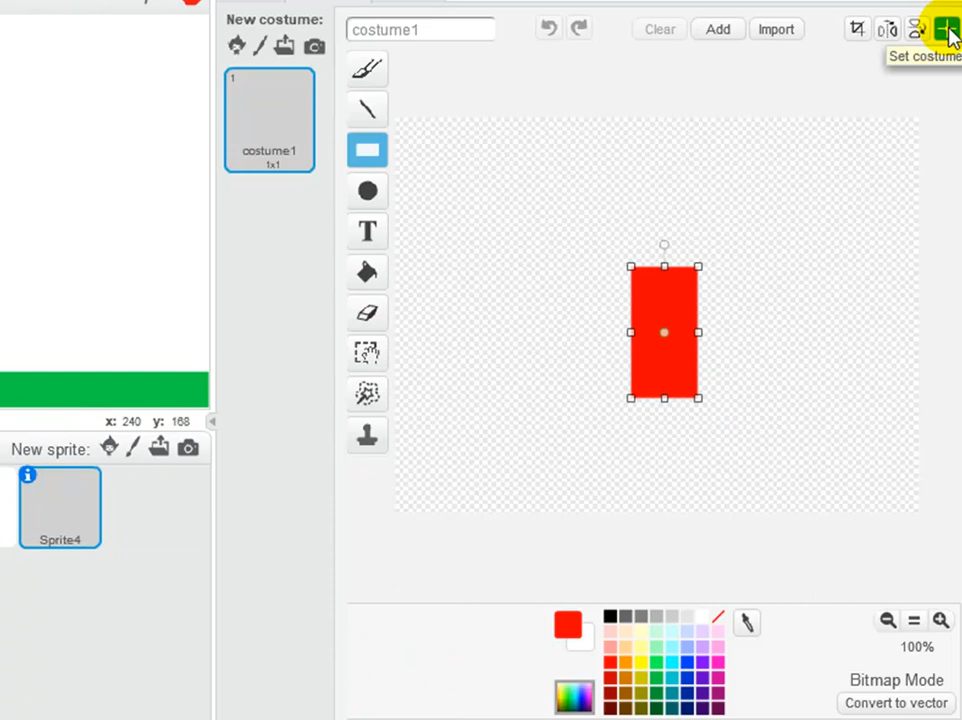 New costume:
costume1
Clear
Add
Import
Set costume
1
costume1
1x1
T
x: 240 y: 168
New sprite:
i
Sprite4
100%
Bitmap Mode
Convert to vector